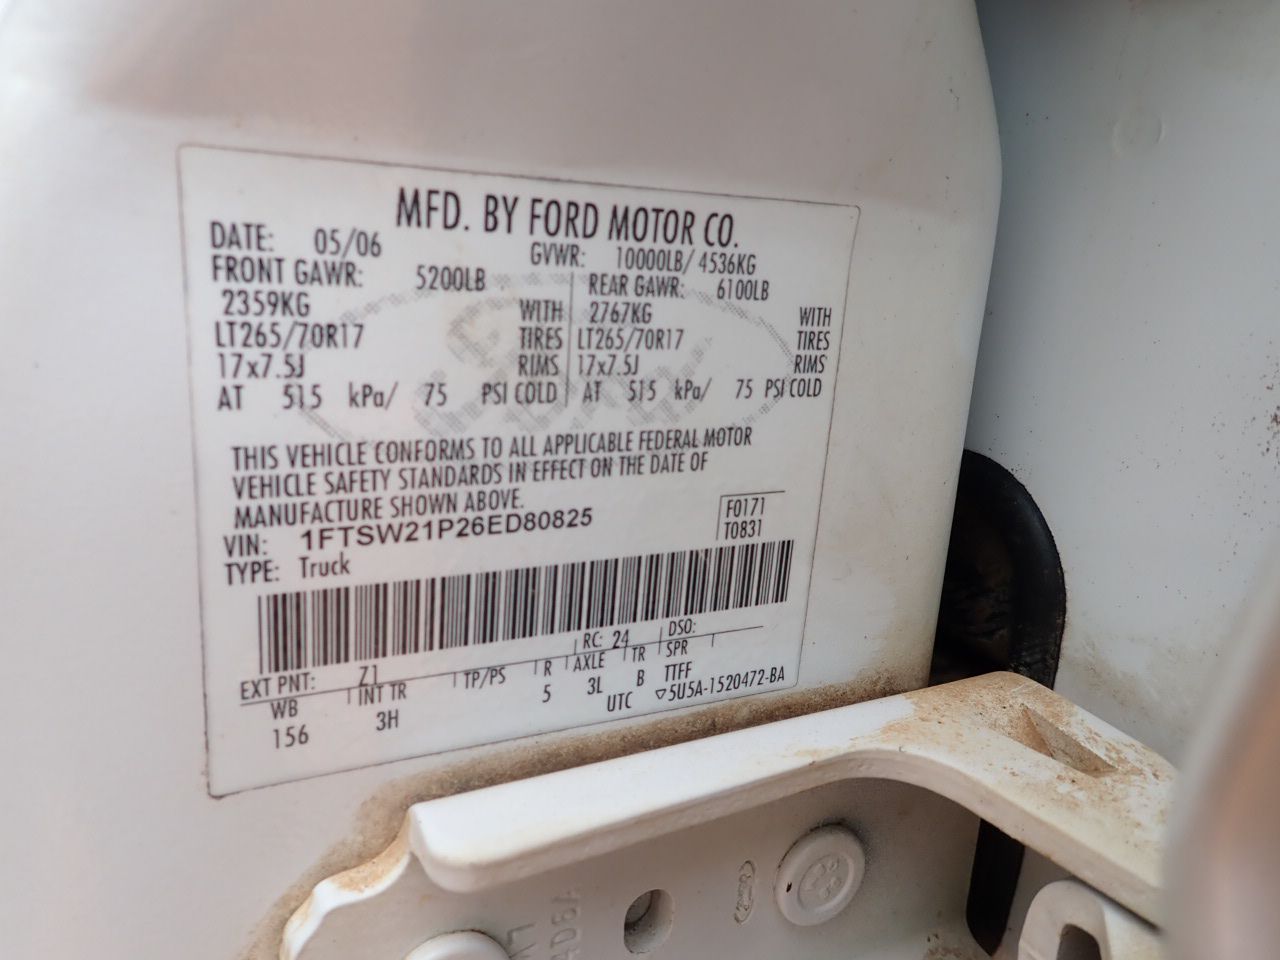 MFD. BY FORD MOTOR CO.
DATE: 05/06 GVWR: 10000LB/ 4536KG
FRONT GAWR: 5200LB REAR GAWR: 6100LB
2359KG WITH 2767KG WITH
LT265/70R17 TIRES LT265/70R17 TIRES
17x7.5J RIMS 17x7.5J RIMS
AT 515 kPa/ 75 PSI COLD AT 515 kPa/ 75 PSI COLD
THIS VEHICLE CONFORMS TO ALL APPLICABLE FEDERAL MOTOR
VEHICLE SAFETY STANDARDS IN EFFECT ON THE DATE OF
MANUFACTURE SHOWN ABOVE.
VIN: 1FTSW21P26ED80825 F0171
TYPE: Truck T0831
EXT PNT: Z1 RC: 24 DSO:
WB INT TR TP/PS R AXLE TR SPR
156 3H 5 3L B TTFF
UTC ▽5U5A-1520472-BA